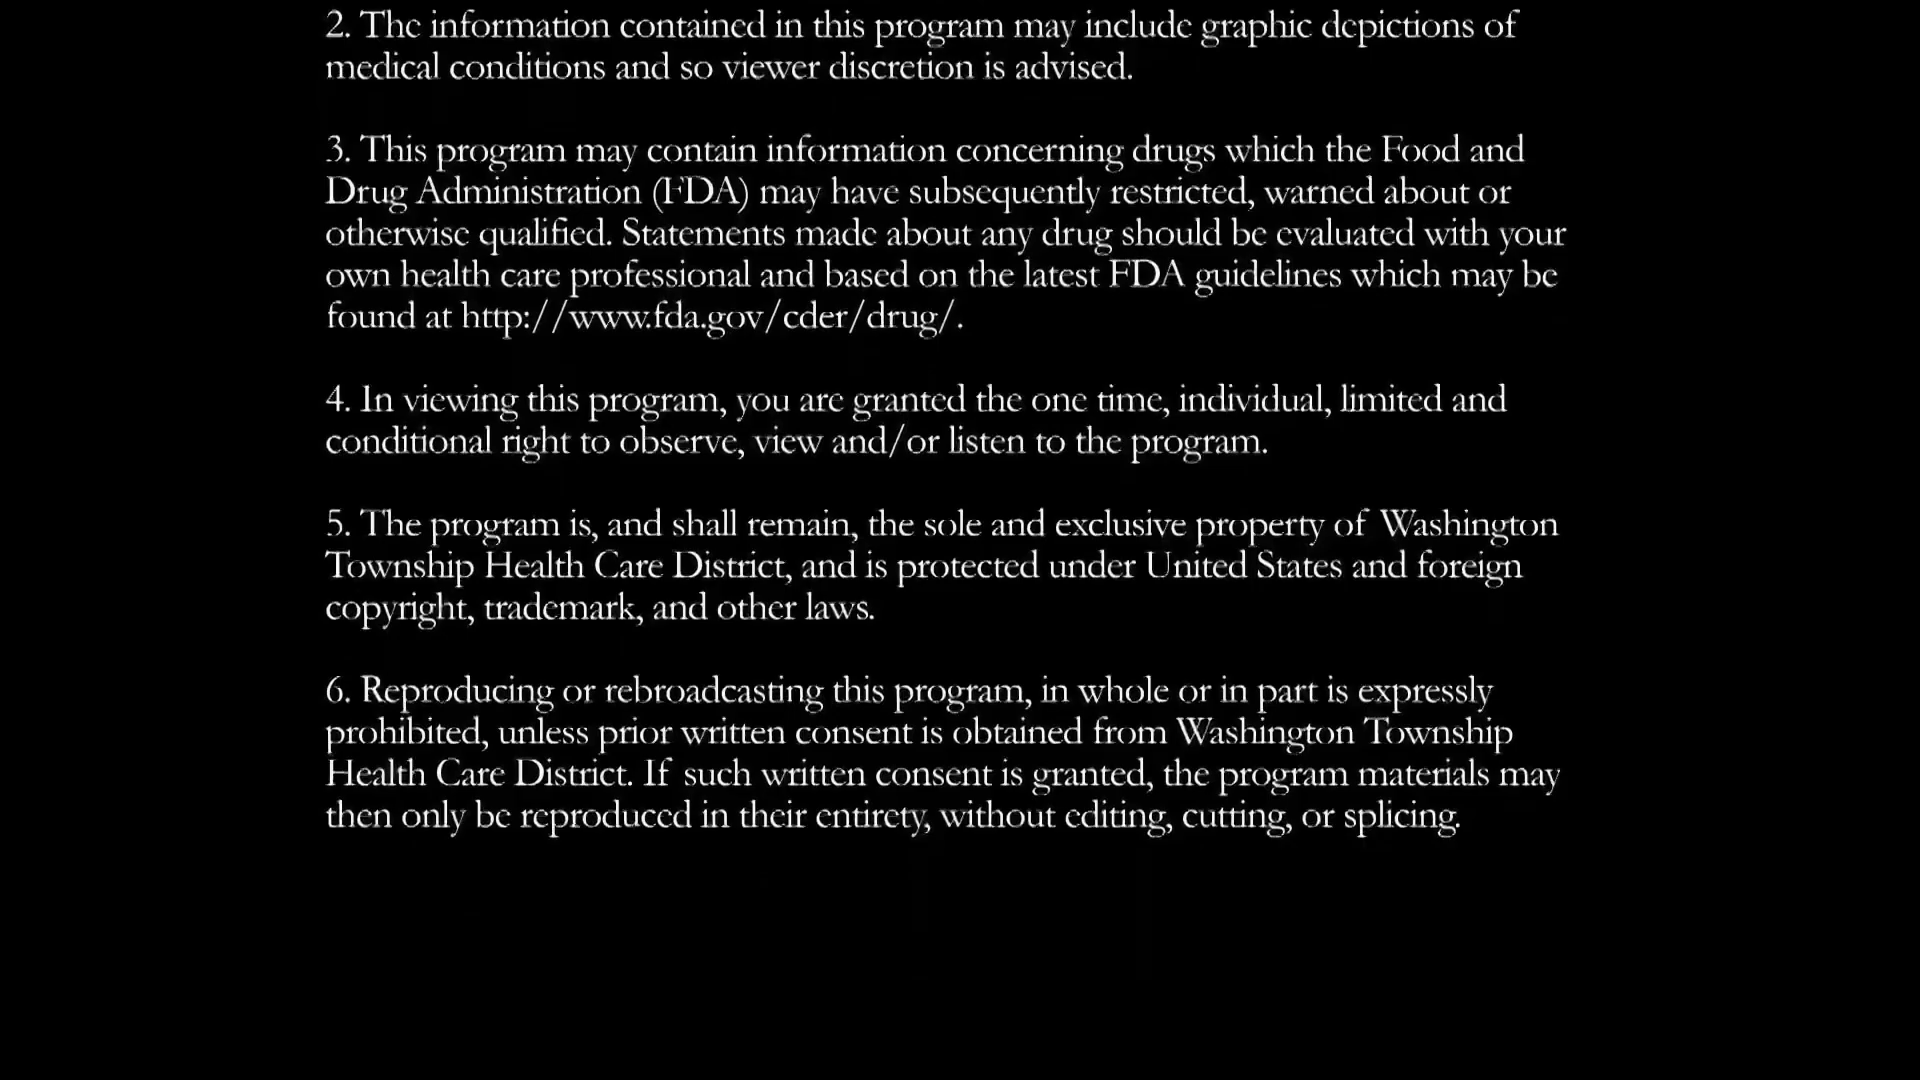 2. The information contained in this program may include graphic depictions of
medical conditions and so viewer discretion is advised.
3. This program may contain information concerning drugs which the Food and
Drug Administration (FDA) may have subsequently restricted, warned about or
otherwise qualified. Statements made about any drug should be evaluated with your
own health care professional and based on the latest FDA guidelines which may be
found at http://www.fda.gov/cder/drug/.
4. In viewing this program, you are granted the one time, individual, limited and
conditional right to observe, view and/or listen to the program.
5. The program is, and shall remain, the sole and exclusive property of Washington
Township Health Care District, and is protected under United States and foreign
copyright, trademark, and other laws.
6. Reproducing or rebroadcasting this program, in whole or in part is expressly
prohibited, unless prior written consent is obtained from Washington Township
Health Care District. If such written consent is granted, the program materials may
then only be reproduced in their entirety, without editing, cutting, or splicing.